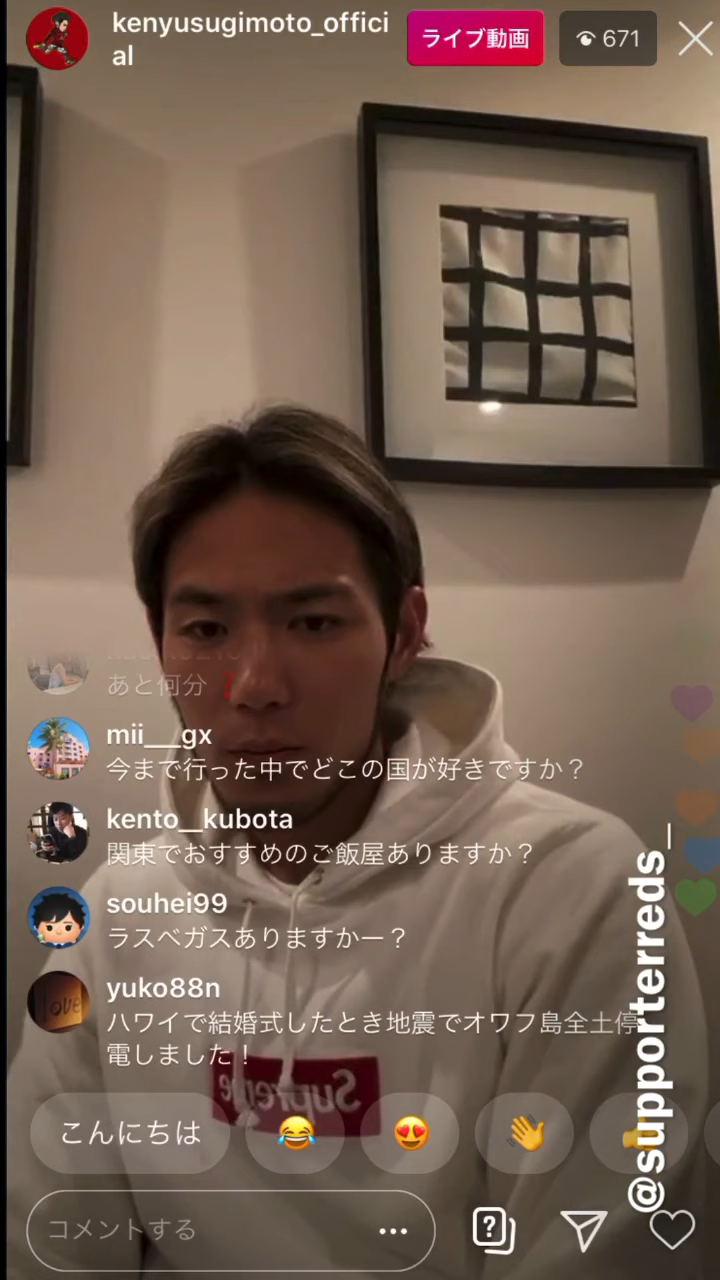 kenyusugimoto_offici
al
ライブ動画
671
あと何分❗
mii___gx
今まで行った中でどこの国が好きですか？
kento__kubota
関東でおすすめのご飯屋ありますか？
souhei99
ラスベガスありますかー？
yuko88n
ハワイで結婚式したとき地震でオワフ島全土停
電しました！
Supreme
こんにちは
コメントする
@supporterreds_